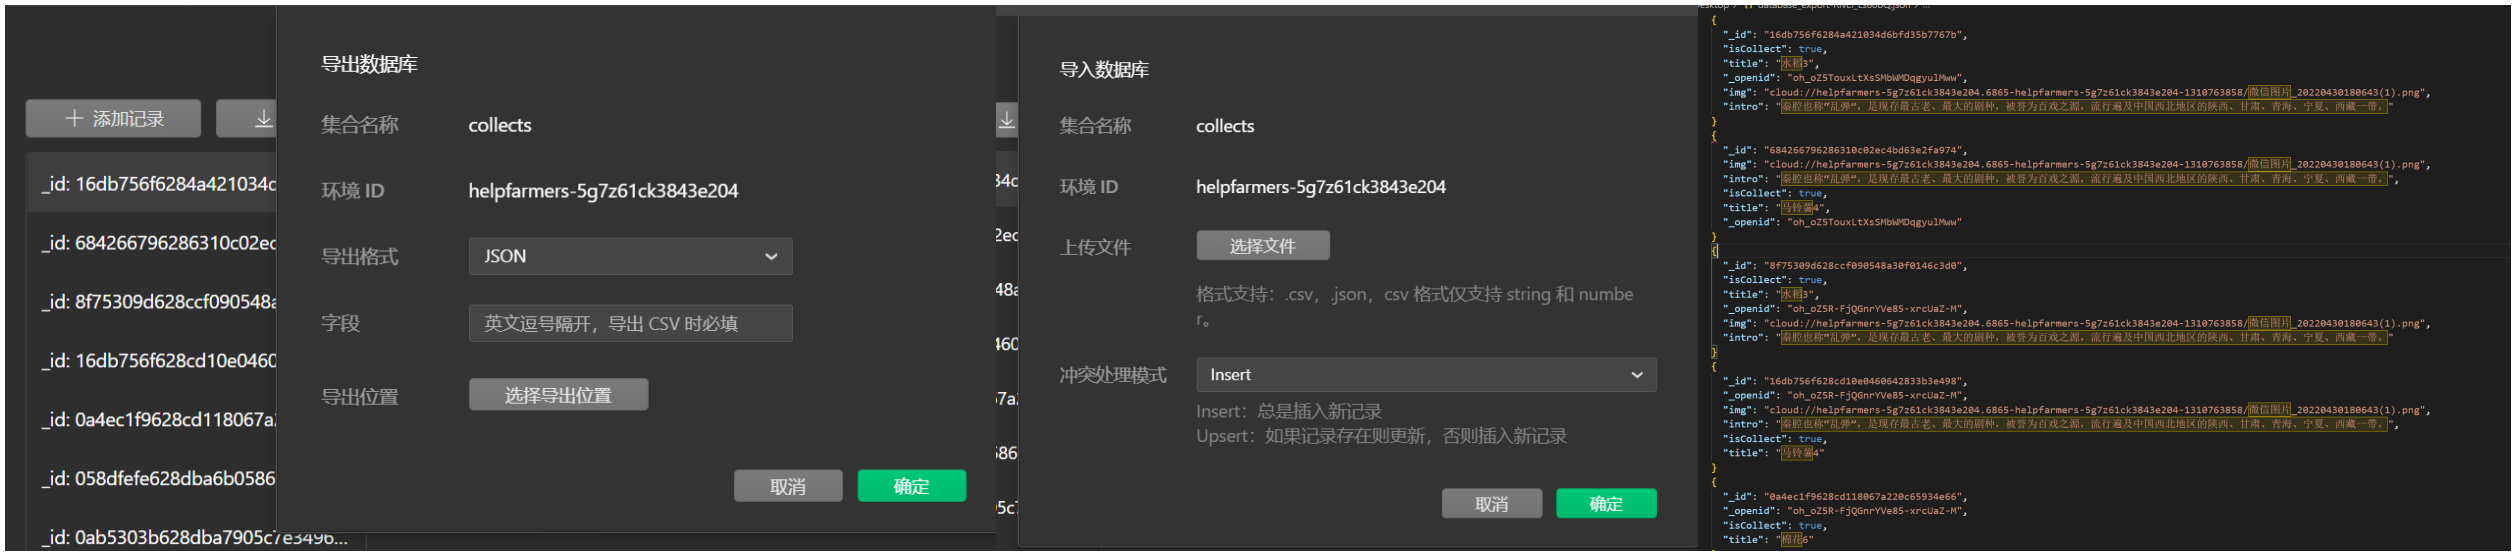 添加记录
_id: 16db756f6284a421034c
_id: 684266796286310c02ec
_id: 8f75309d628ccf090548a
_id: 16db756f628cd10e0460
_id: 0a4ec1f9628cd118067a
_id: 058dfefe628dba6b0586
_id: 0ab5303b628dba7905c7e3496...
导出数据库
集合名称 collects
环境 ID helpfarmers-5g7z61ck3843e204
导出格式 JSON
字段 英文逗号隔开，导出 CSV 时必填
导出位置 选择导出位置
取消 确定
34c
2ec
48a
460
7a
586
05c
导入数据库
集合名称 collects
环境 ID helpfarmers-5g7z61ck3843e204
上传文件 选择文件
格式支持：.csv，.json，csv 格式仅支持 string 和 numbe
r。
冲突处理模式 Insert
Insert：总是插入新记录
Upsert：如果记录存在则更新，否则插入新记录
取消 确定
{
"_id": "16db756f6284a421034d6bfd35b7767b",
"isCollect": true,
"title": "水稻3",
"_openid": "oh_oZ5TouxLtXsSMbWMDqgyulMww",
"img": "cloud://helpfarmers-5g7z61ck3843e204.6865-helpfarmers-5g7z61ck3843e204-1310763858/微信图片_20220430180643(1).png",
"intro": "秦腔也称“乱弹”，是现存最古老、最大的剧种，被誉为百戏之源，流行遍及中国西北地区的陕西、甘肃、青海、宁夏、西藏一带。"
}
{
"_id": "684266796286310c02ec4bd63e2fa974",
"img": "cloud://helpfarmers-5g7z61ck3843e204.6865-helpfarmers-5g7z61ck3843e204-1310763858/微信图片_20220430180643(1).png",
"intro": "秦腔也称“乱弹”，是现存最古老、最大的剧种，被誉为百戏之源，流行遍及中国西北地区的陕西、甘肃、青海、宁夏、西藏一带。",
"isCollect": true,
"title": "马铃薯4",
"_openid": "oh_oZ5TouxLtXsSMbWMDqgyulMww"
}
{
"_id": "8f75309d628ccf090548a30f0146c3d0",
"isCollect": true,
"title": "水稻3",
"_openid": "oh_oZ5R-FjQGnrYVe85-xrcUaZ-M",
"img": "cloud://helpfarmers-5g7z61ck3843e204.6865-helpfarmers-5g7z61ck3843e204-1310763858/微信图片_20220430180643(1).png",
"intro": "秦腔也称“乱弹”，是现存最古老、最大的剧种，被誉为百戏之源，流行遍及中国西北地区的陕西、甘肃、青海、宁夏、西藏一带。"
}
{
"_id": "16db756f628cd10e0460642833b3e498",
"_openid": "oh_oZ5R-FjQGnrYVe85-xrcUaZ-M",
"img": "cloud://helpfarmers-5g7z61ck3843e204.6865-helpfarmers-5g7z61ck3843e204-1310763858/微信图片_20220430180643(1).png",
"intro": "秦腔也称“乱弹”，是现存最古老、最大的剧种，被誉为百戏之源，流行遍及中国西北地区的陕西、甘肃、青海、宁夏、西藏一带。",
"isCollect": true,
"title": "马铃薯4"
}
{
"_id": "0a4ec1f9628cd118067a220c65934e66",
"_openid": "oh_oZ5R-FjQGnrYVe85-xrcUaZ-M",
"isCollect": true,
"title": "棉花6"